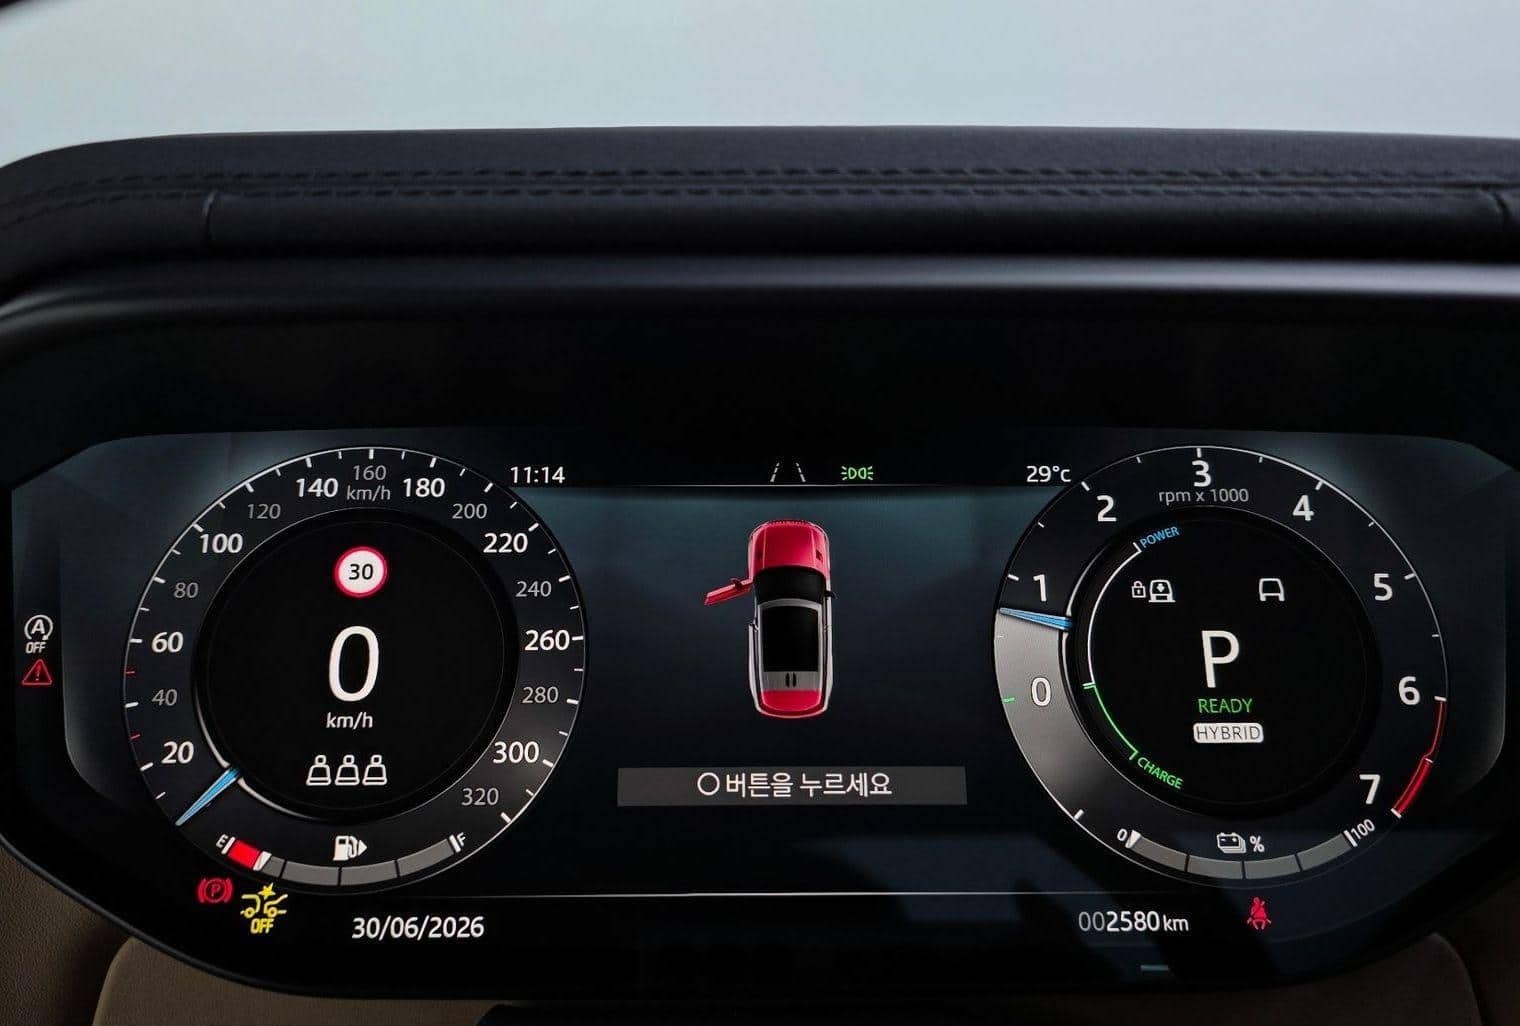 11:14
29°c
160
km/h
140
180
120
200
100
220
80
240
60
260
40
280
20
300
320
30
0
km/h
E
F
A
OFF
P
OFF
30/06/2026
○버튼을 누르세요
3
rpm x 1000
2
4
1
5
0
6
7
POWER
P
READY
HYBRID
CHARGE
0
%
100
002580 km